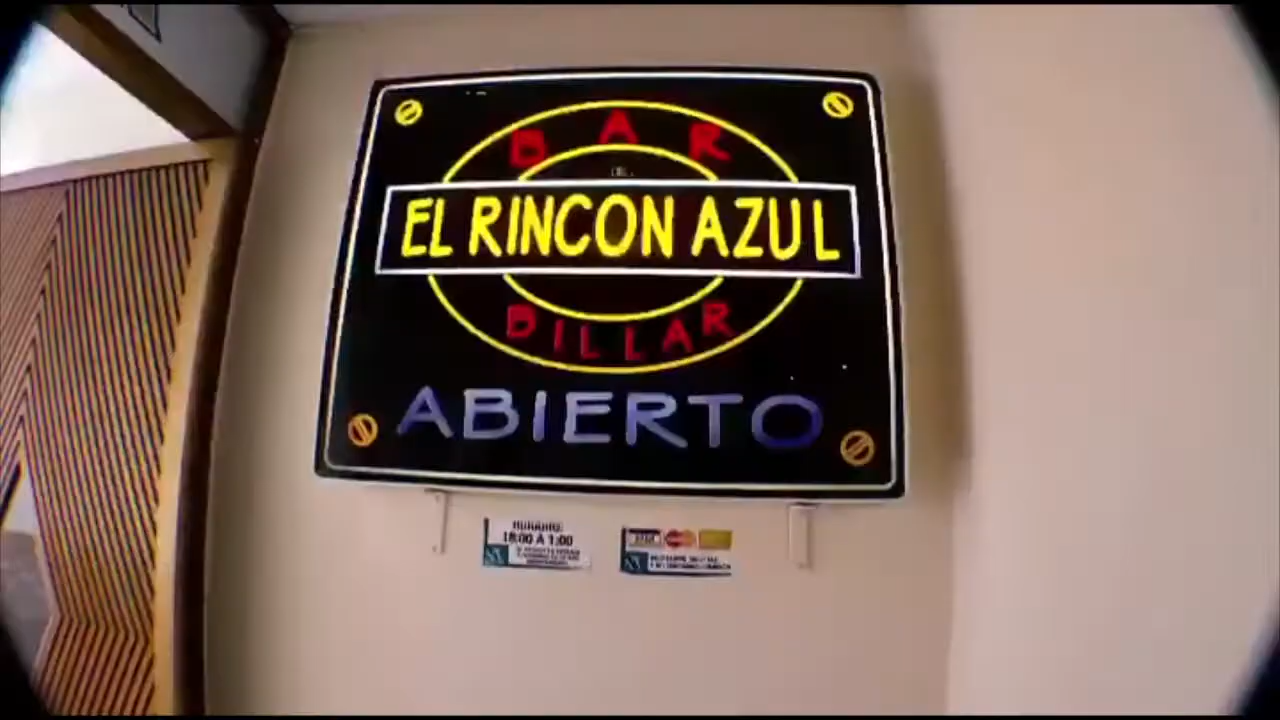 BAR
EL RINCON AZUL
BILLAR
ABIERTO
HORARIO:
18:00 A 1:00